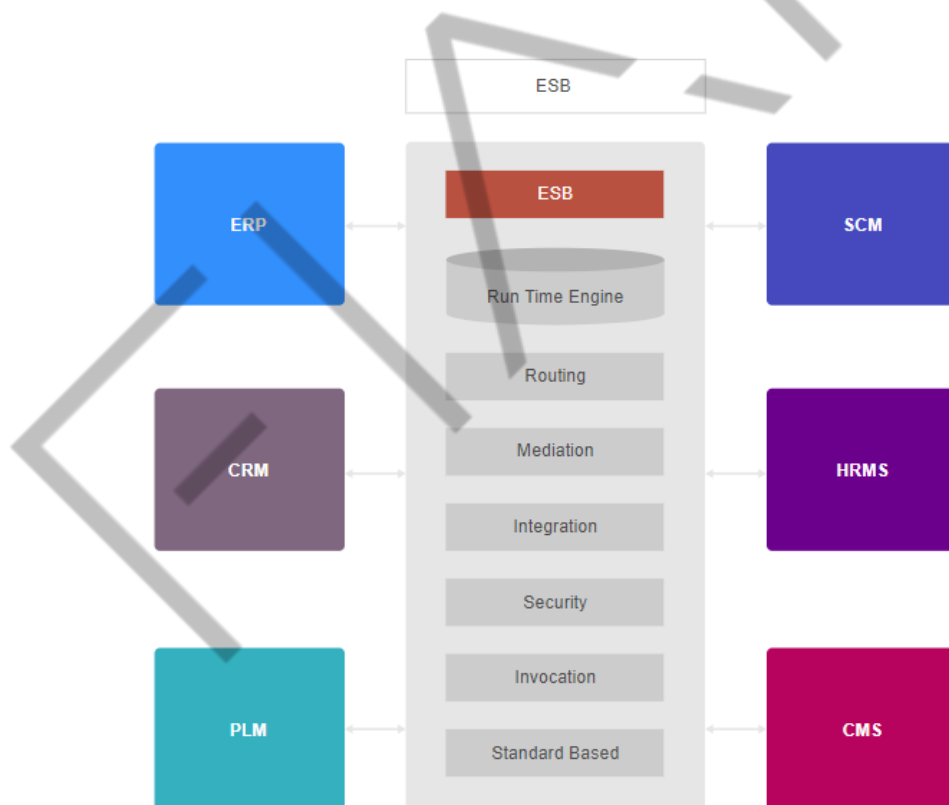 ESB
ERP
ESB
SCM
Run Time Engine
Routing
Mediation
CRM
HRMS
Integration
Security
Invocation
PLM
CMS
Standard Based